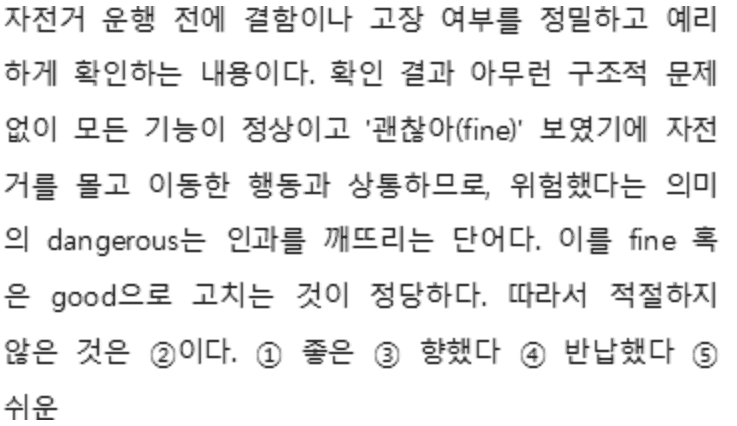 자전거 운행 전에 결함이나 고장 여부를 정밀하고 예리
하게 확인하는 내용이다. 확인 결과 아무런 구조적 문제
없이 모든 기능이 정상이고 '괜찮아(fine)' 보였기에 자전
거를 몰고 이동한 행동과 상통하므로, 위험했다는 의미
의 dangerous는 인과를 깨뜨리는 단어다. 이를 fine 혹
은 good으로 고치는 것이 정당하다. 따라서 적절하지
않은 것은 ②이다. ① 좋은 ③ 향했다 ④ 반납했다 ⑤
쉬운